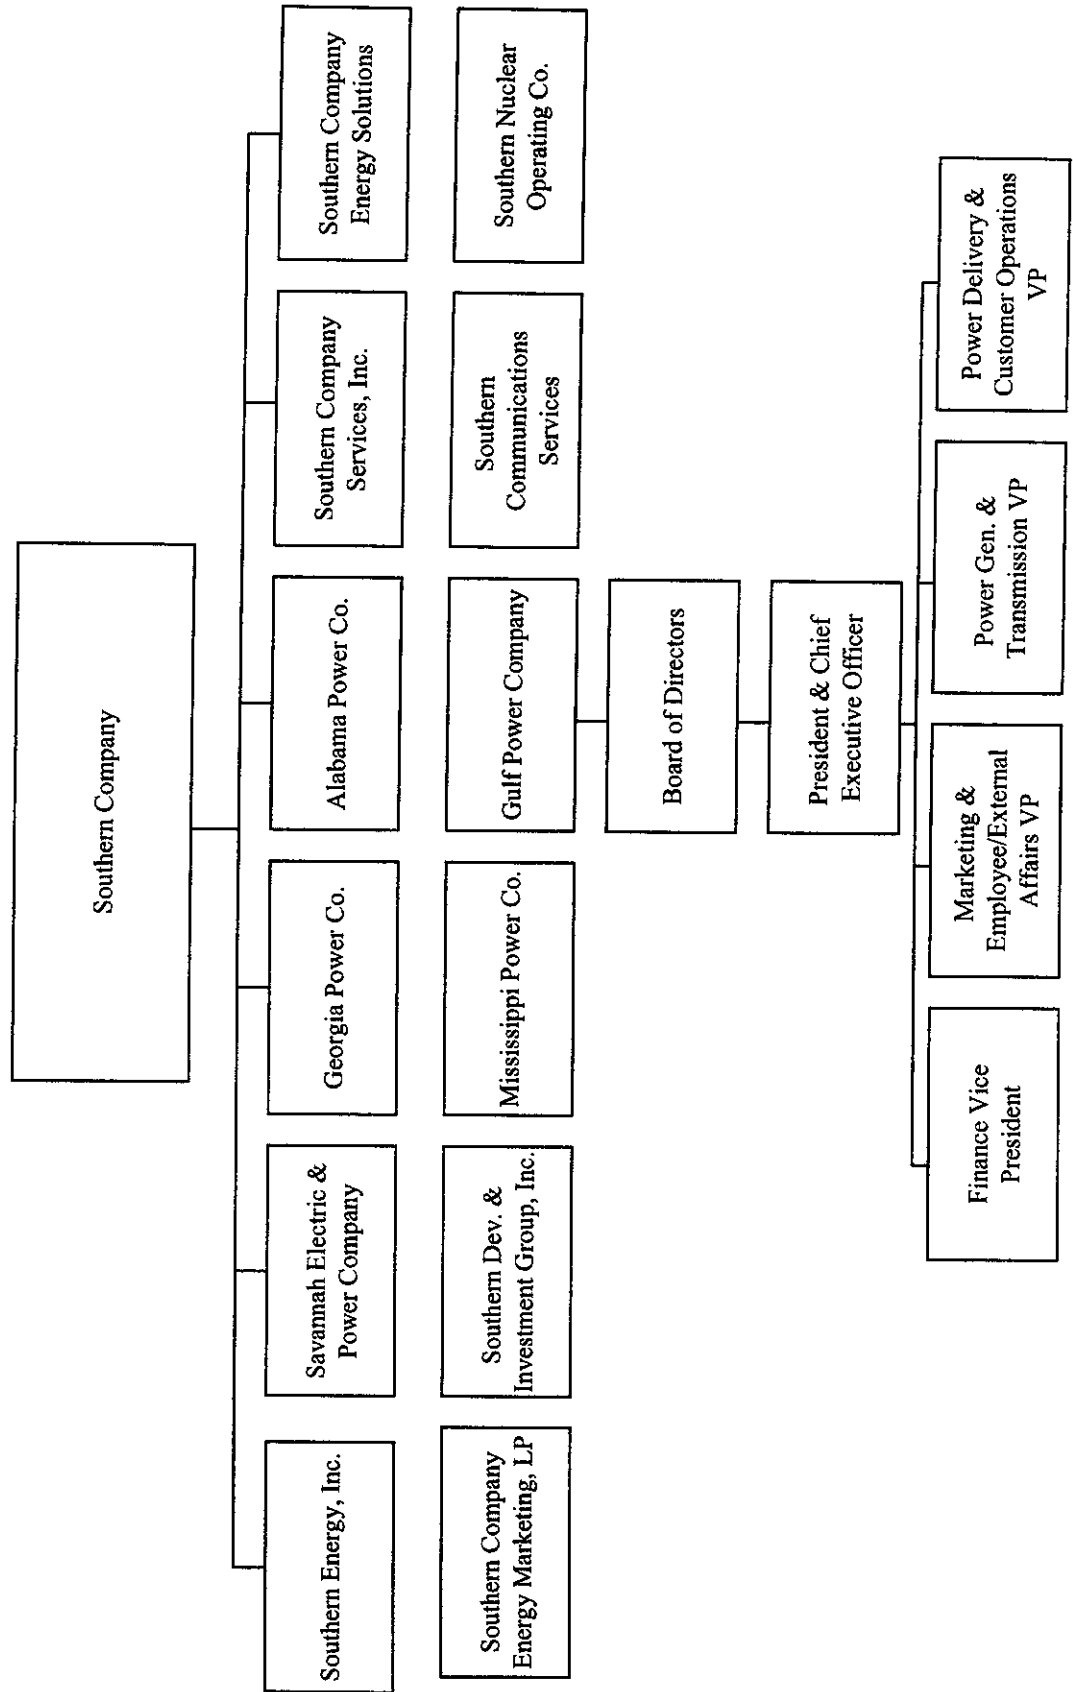 Southern Company
Southern Energy, Inc.
Savannah Electric &
Power Company
Georgia Power Co.
Alabama Power Co.
Southern Company
Services, Inc.
Southern Company
Energy Solutions
Southern Company
Energy Marketing, LP
Southern Dev. &
Investment Group, Inc.
Mississippi Power Co.
Gulf Power Company
Southern
Communications
Services
Southern Nuclear
Operating Co.
Board of Directors
President & Chief
Executive Officer
Finance Vice
President
Marketing &
Employee/External
Affairs VP
Power Gen. &
Transmission VP
Power Delivery &
Customer Operations
VP